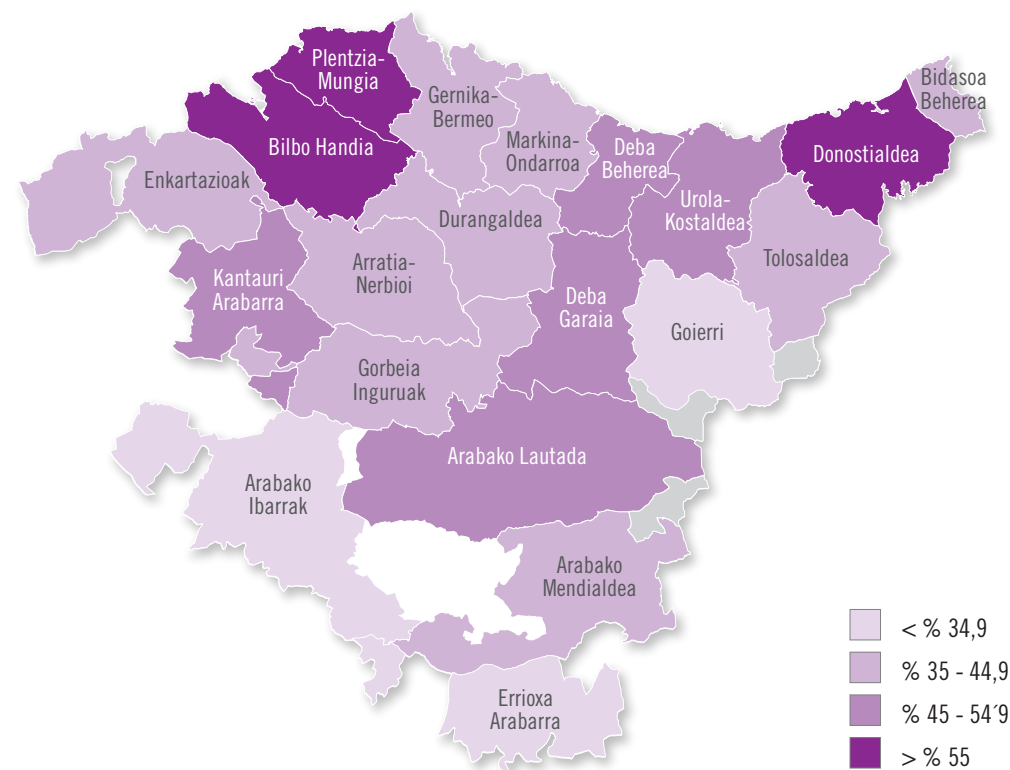 Plentzia-
Mungia
Bidasoa
Beherea
Gernika-
Bermeo
Bilbo Handia
Markina-
Ondarroa
Deba
Beherea
Donostialdea
Enkartazioak
Urola-
Kostaldea
Durangaldea
Tolosaldea
Arratia-
Nerbioi
Kantauri
Arabarra
Deba
Garaia
Goierri
Gorbeia
Inguruak
Arabako Lautada
Arabako
Ibarrak
Arabako
Mendialdea
Errioxa
Arabarra
< % 34,9
% 35 - 44,9
% 45 - 54´9
> % 55